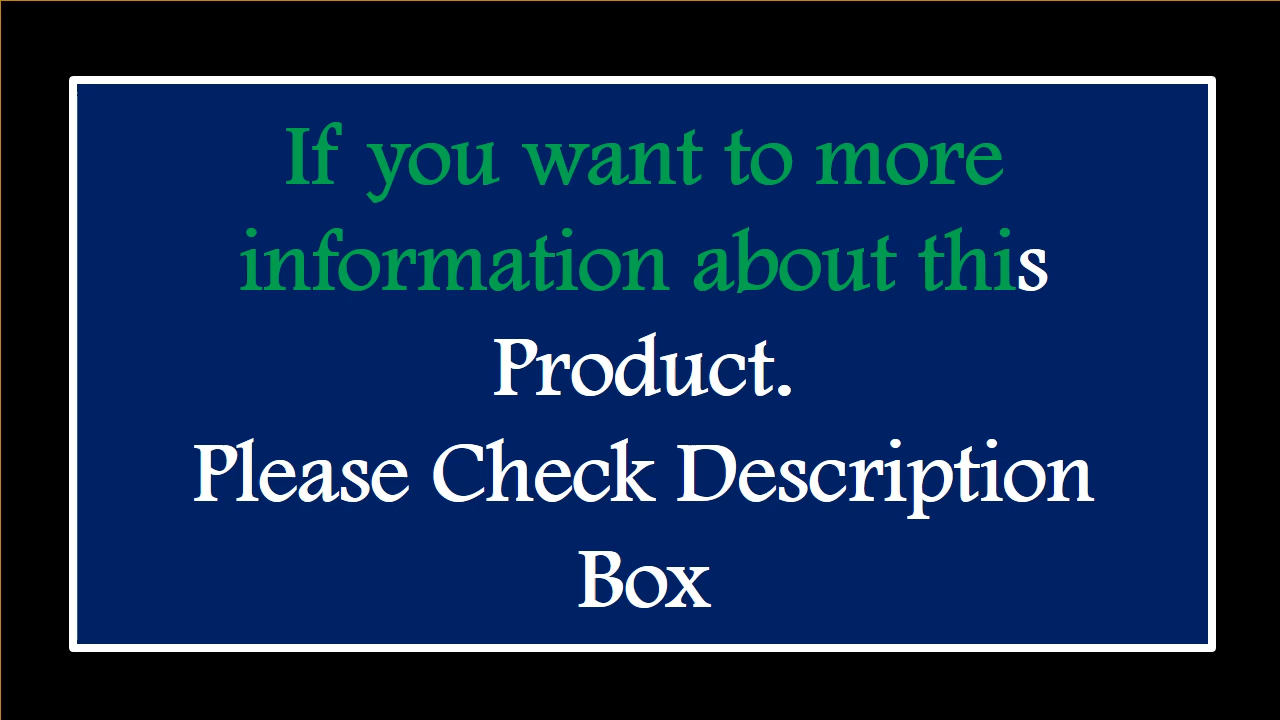 If you want to more
information about this
Product.
Please Check Description
Box